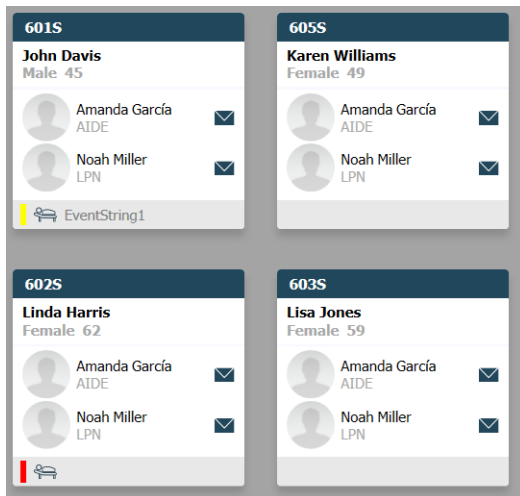 601S
John Davis
Male 45
Amanda García
AIDE
Noah Miller
LPN
EventString1
605S
Karen Williams
Female 49
Amanda García
AIDE
Noah Miller
LPN
602S
Linda Harris
Female 62
Amanda García
AIDE
Noah Miller
LPN
603S
Lisa Jones
Female 59
Amanda García
AIDE
Noah Miller
LPN